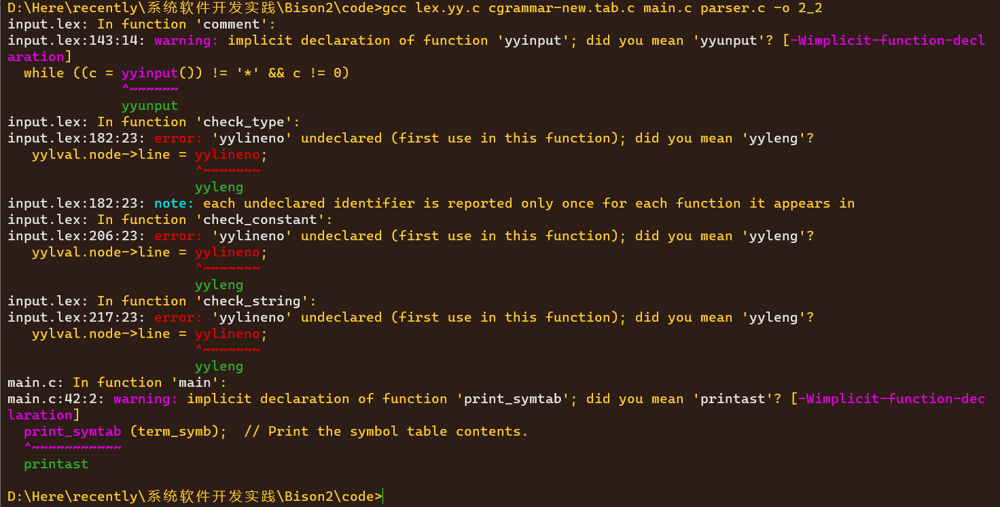 D:\Here\recently\系统软件开发实践\Bison2\code>gcc lex.yy.c cgrammar-new.tab.c main.c parser.c -o 2_2
input.lex: In function 'comment':
input.lex:143:14: warning: implicit declaration of function 'yyinput'; did you mean 'yyunput'? [-Wimplicit-function-decl
aration]
  while ((c = yyinput()) != '*' && c != 0)
              ^~~~~~~
              yyunput
input.lex: In function 'check_type':
input.lex:182:23: error: 'yylineno' undeclared (first use in this function); did you mean 'yyleng'?
   yylval.node->line = yylineno;
                       ^~~~~~~~
                       yyleng
input.lex:182:23: note: each undeclared identifier is reported only once for each function it appears in
input.lex: In function 'check_constant':
input.lex:206:23: error: 'yylineno' undeclared (first use in this function); did you mean 'yyleng'?
   yylval.node->line = yylineno;
                       ^~~~~~~~
                       yyleng
input.lex: In function 'check_string':
input.lex:217:23: error: 'yylineno' undeclared (first use in this function); did you mean 'yyleng'?
   yylval.node->line = yylineno;
                       ^~~~~~~~
                       yyleng
main.c: In function 'main':
main.c:42:2: warning: implicit declaration of function 'print_symtab'; did you mean 'printast'? [-Wimplicit-function-dec
laration]
  print_symtab (term_symb);  // Print the symbol table contents.
  ^~~~~~~~~~~~
  printast
D:\Here\recently\系统软件开发实践\Bison2\code>